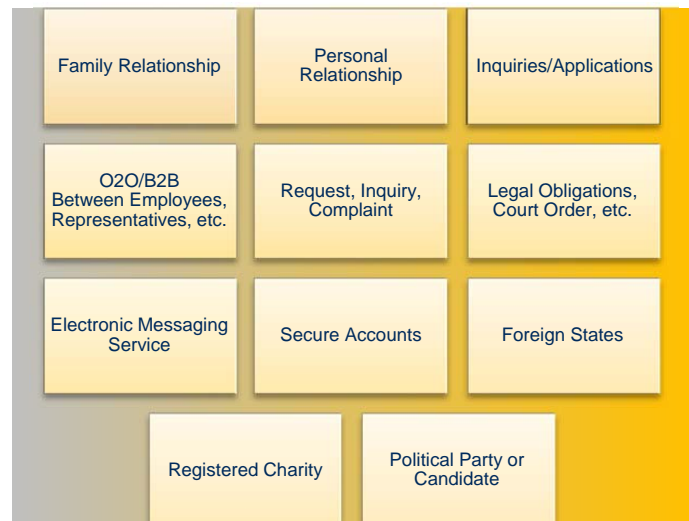 Family Relationship
Personal
Relationship
Inquiries/Applications
O2O/B2B
Between Employees,
Representatives, etc.
Request, Inquiry,
Complaint
Legal Obligations,
Court Order, etc.
Electronic Messaging
Service
Secure Accounts
Foreign States
Registered Charity
Political Party or
Candidate